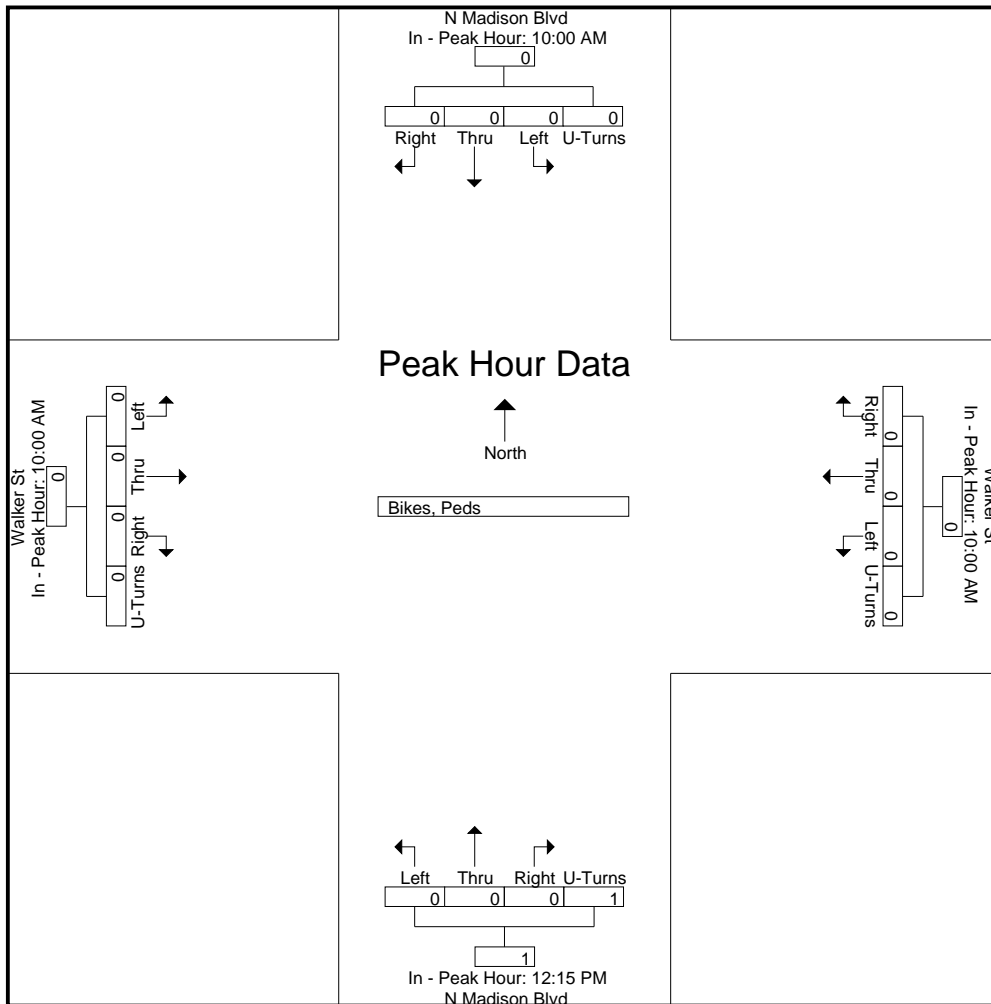 N Madison Blvd
In - Peak Hour: 10:00 AM
0
0 0 0 0
Right Thru Left U-Turns
Peak Hour Data
North
Bikes, Peds
Walker St
In - Peak Hour: 10:00 AM
0
0 0 0 0
Left Thru Right U-Turns
Walker St
In - Peak Hour: 10:00 AM
0
0 0 0 0
Right Thru Left U-Turns
Left Thru Right U-Turns
0 0 0 1
1
In - Peak Hour: 12:15 PM
N Madison Blvd